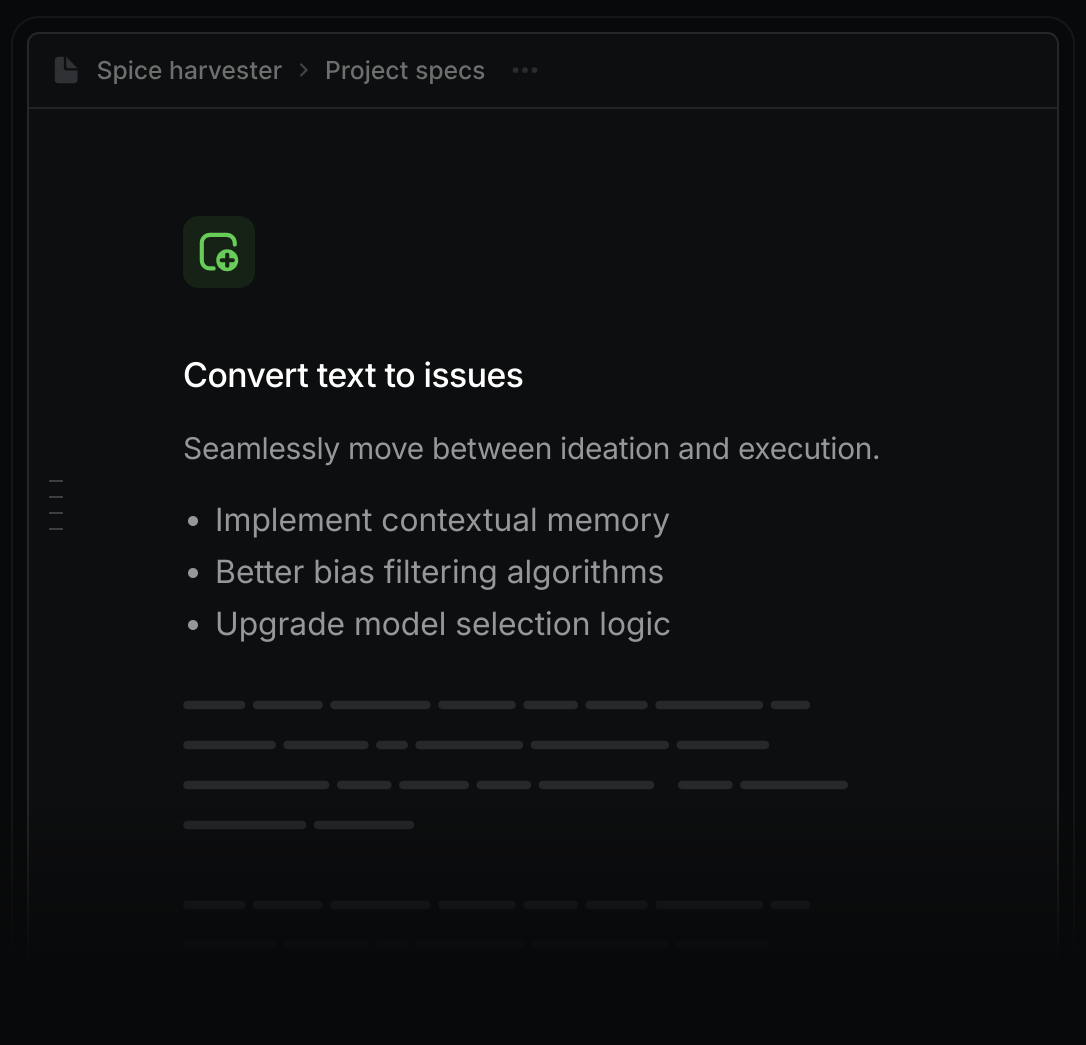 Spice harvester › Project specs ···
Convert text to issues
Seamlessly move between ideation and execution.
• Implement contextual memory
• Better bias filtering algorithms
• Upgrade model selection logic